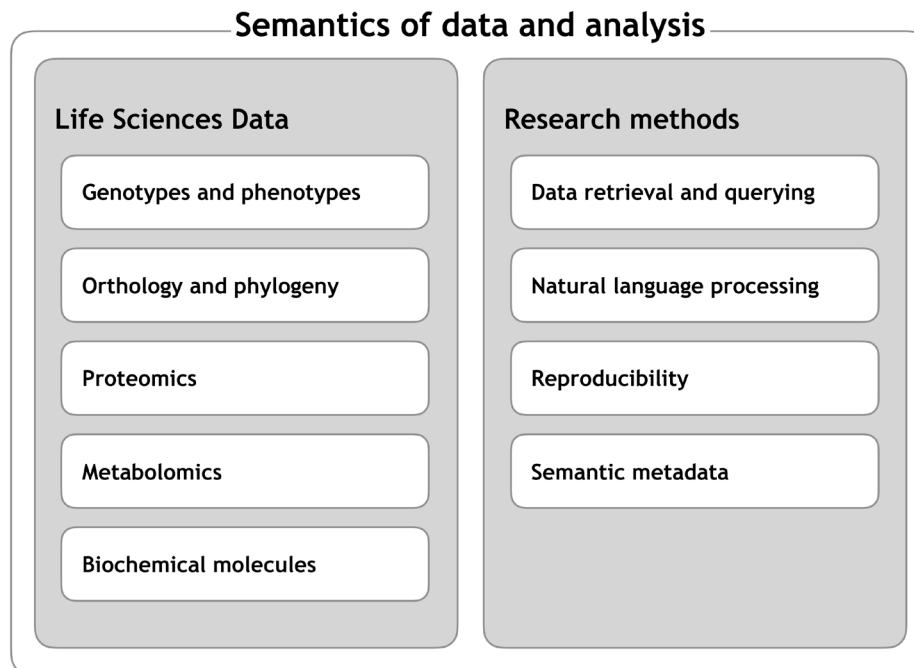 Semantics of data and analysis
Life Sciences Data
Genotypes and phenotypes
Orthology and phylogeny
Proteomics
Metabolomics
Biochemical molecules
Research methods
Data retrieval and querying
Natural language processing
Reproducibility
Semantic metadata